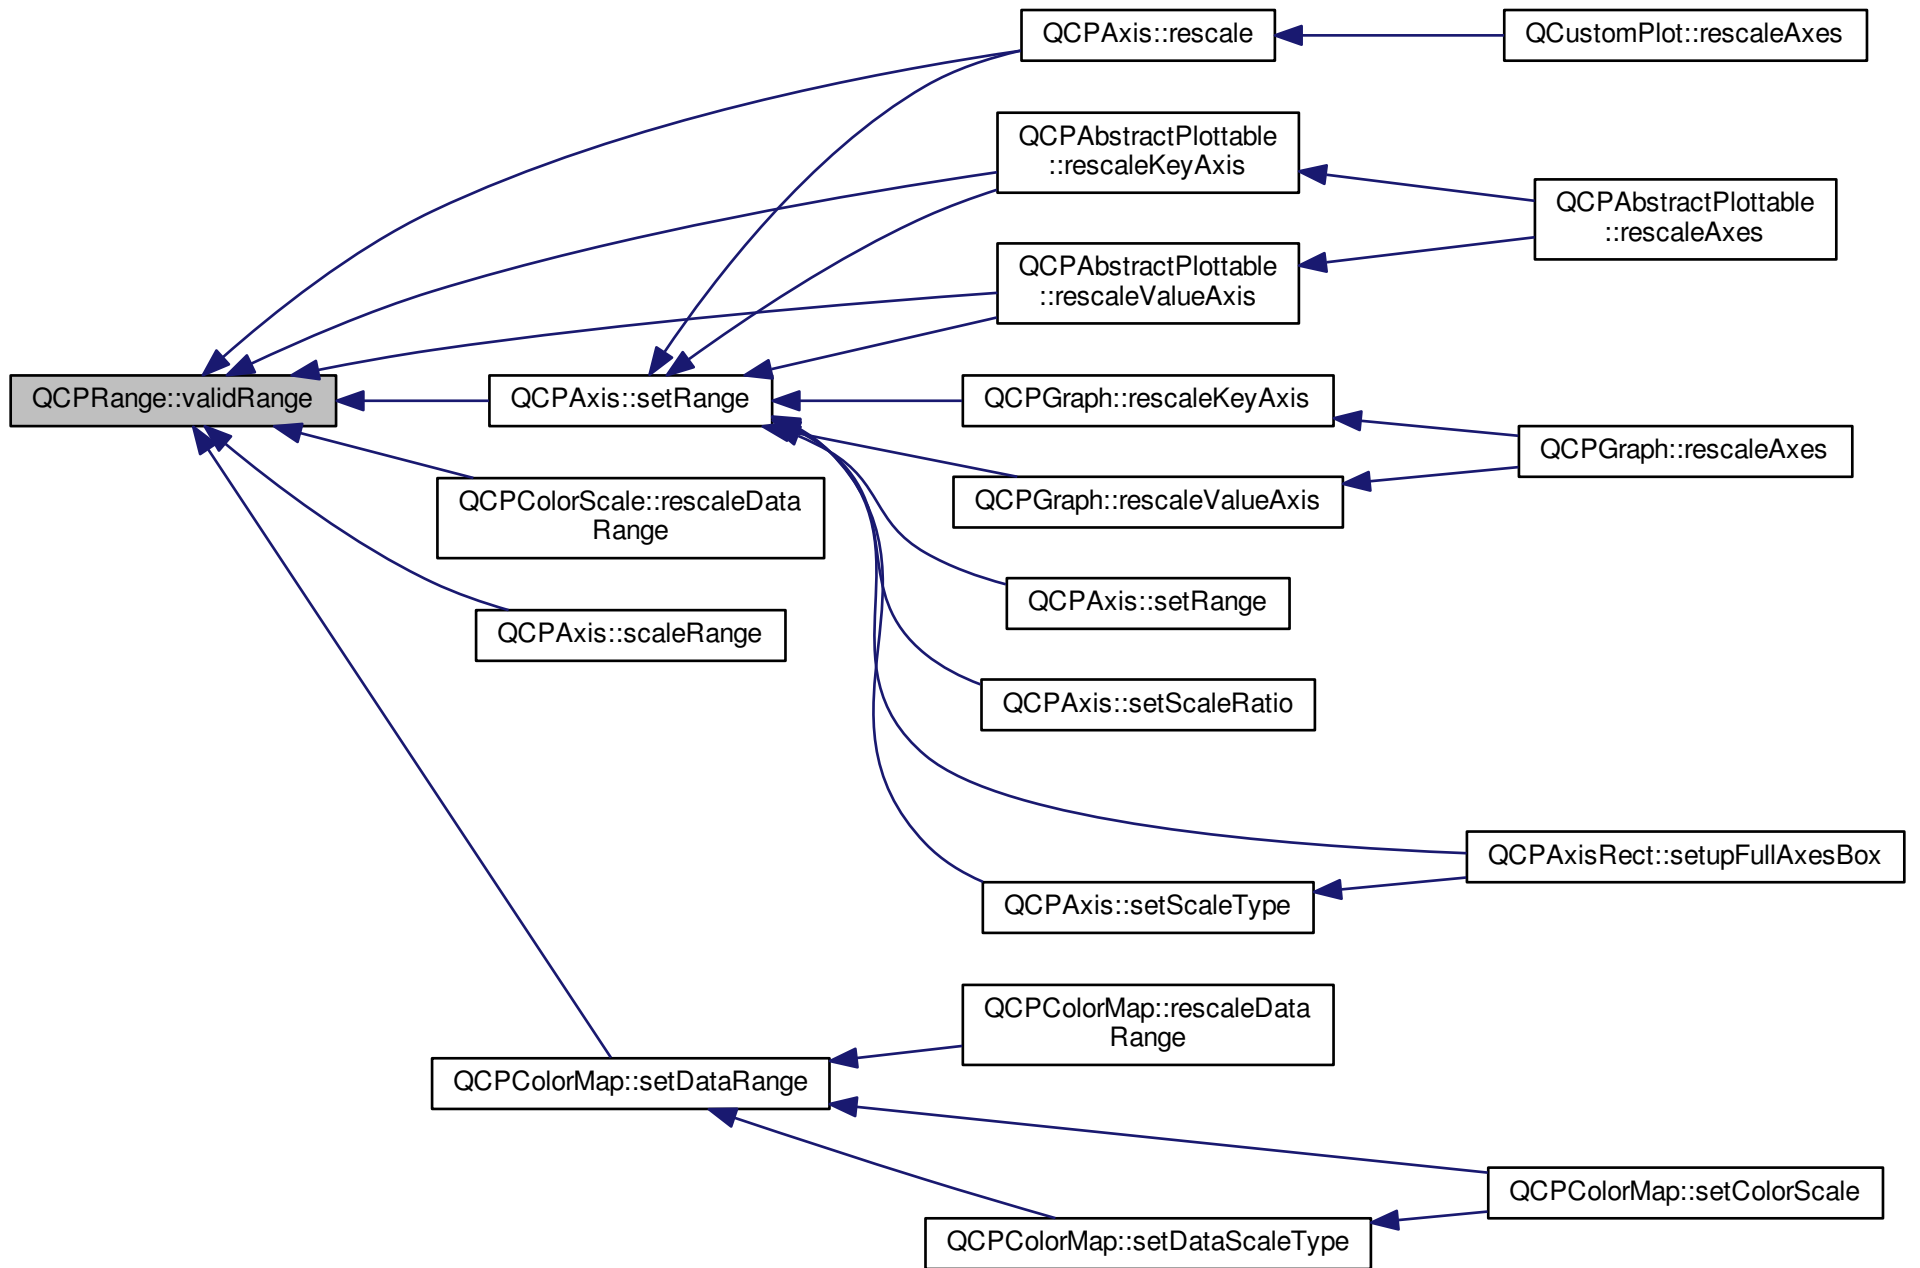 QCPAxis::rescale
QCustomPlot::rescaleAxes
QCPAbstractPlottable
::rescaleKeyAxis
QCPAbstractPlottable
::rescaleAxes
QCPAbstractPlottable
::rescaleValueAxis
QCPRange::validRange
QCPAxis::setRange
QCPGraph::rescaleKeyAxis
QCPGraph::rescaleAxes
QCPColorScale::rescaleData
Range
QCPGraph::rescaleValueAxis
QCPAxis::setRange
QCPAxis::scaleRange
QCPAxis::setScaleRatio
QCPAxisRect::setupFullAxesBox
QCPAxis::setScaleType
QCPColorMap::rescaleData
Range
QCPColorMap::setDataRange
QCPColorMap::setColorScale
QCPColorMap::setDataScaleType